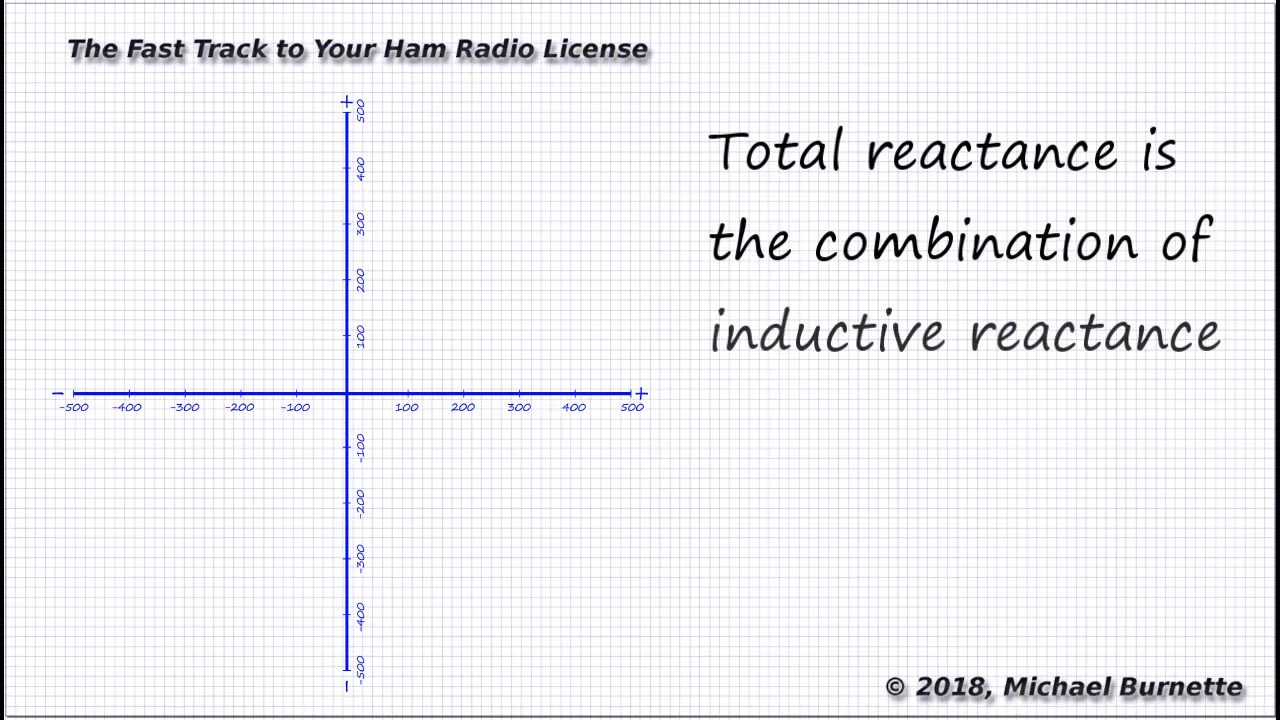 The Fast Track to Your Ham Radio License
+
500
400
300
200
100
Total reactance is
the combination of
inductive reactance
− +
-500 -400 -300 -200 -100 100 200 300 400 500
-100
-200
-300
-400
-500
−
© 2018, Michael Burnette